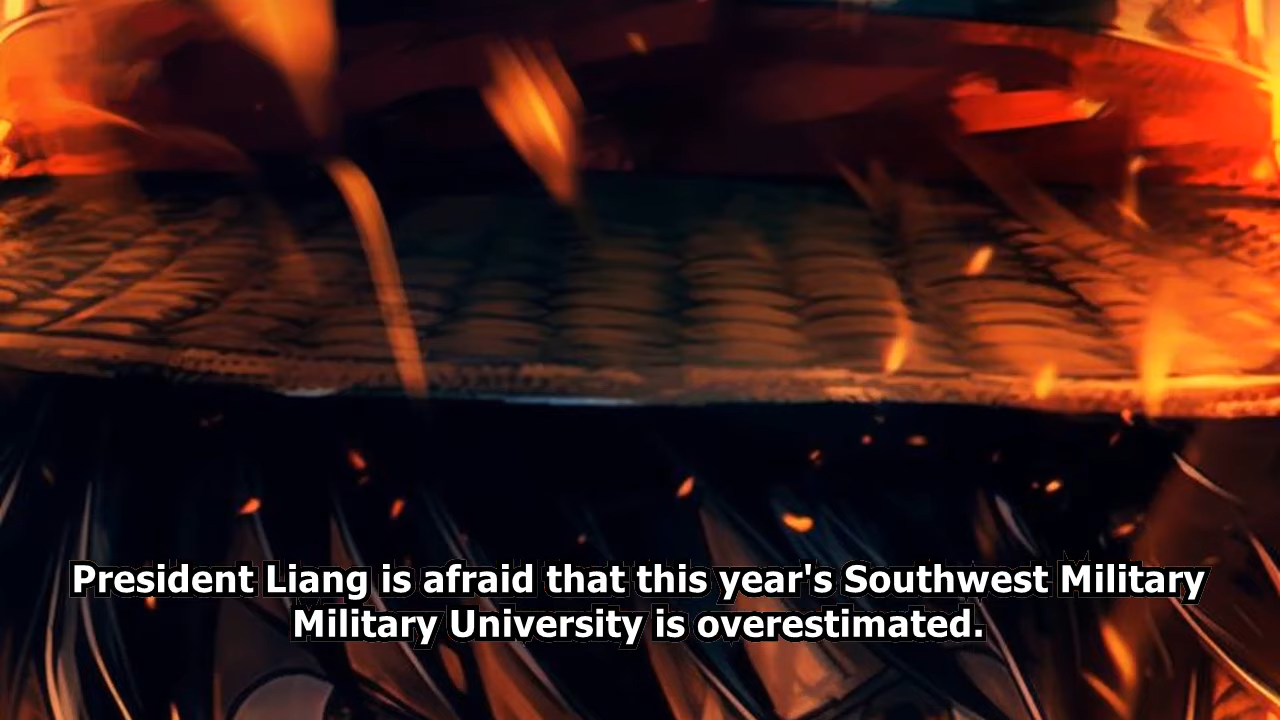 President Liang is afraid that this year's Southwest Military
Military University is overestimated.